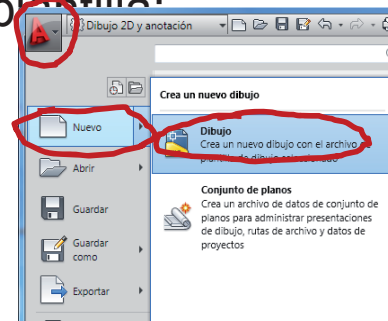 plantilla:
Dibujo 2D y anotación
Crea un nuevo dibujo
Nuevo
Dibujo
Crea un nuevo dibujo con el archivo de
Abrir
Conjunto de planos
Crea un archivo de datos de conjunto de
planos para administrar presentaciones
de dibujo, rutas de archivo y datos de
proyectos
Guardar
Guardar
como
Exportar